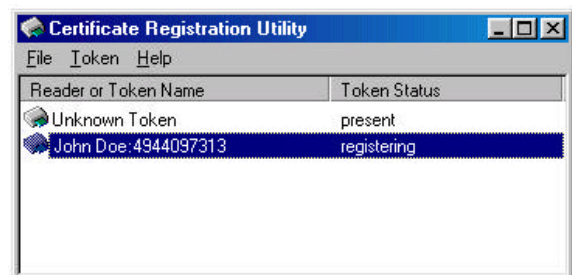 Certificate Registration Utility
File Token Help
Reader or Token Name Token Status
Unknown Token present
John Doe:4944097313 registering